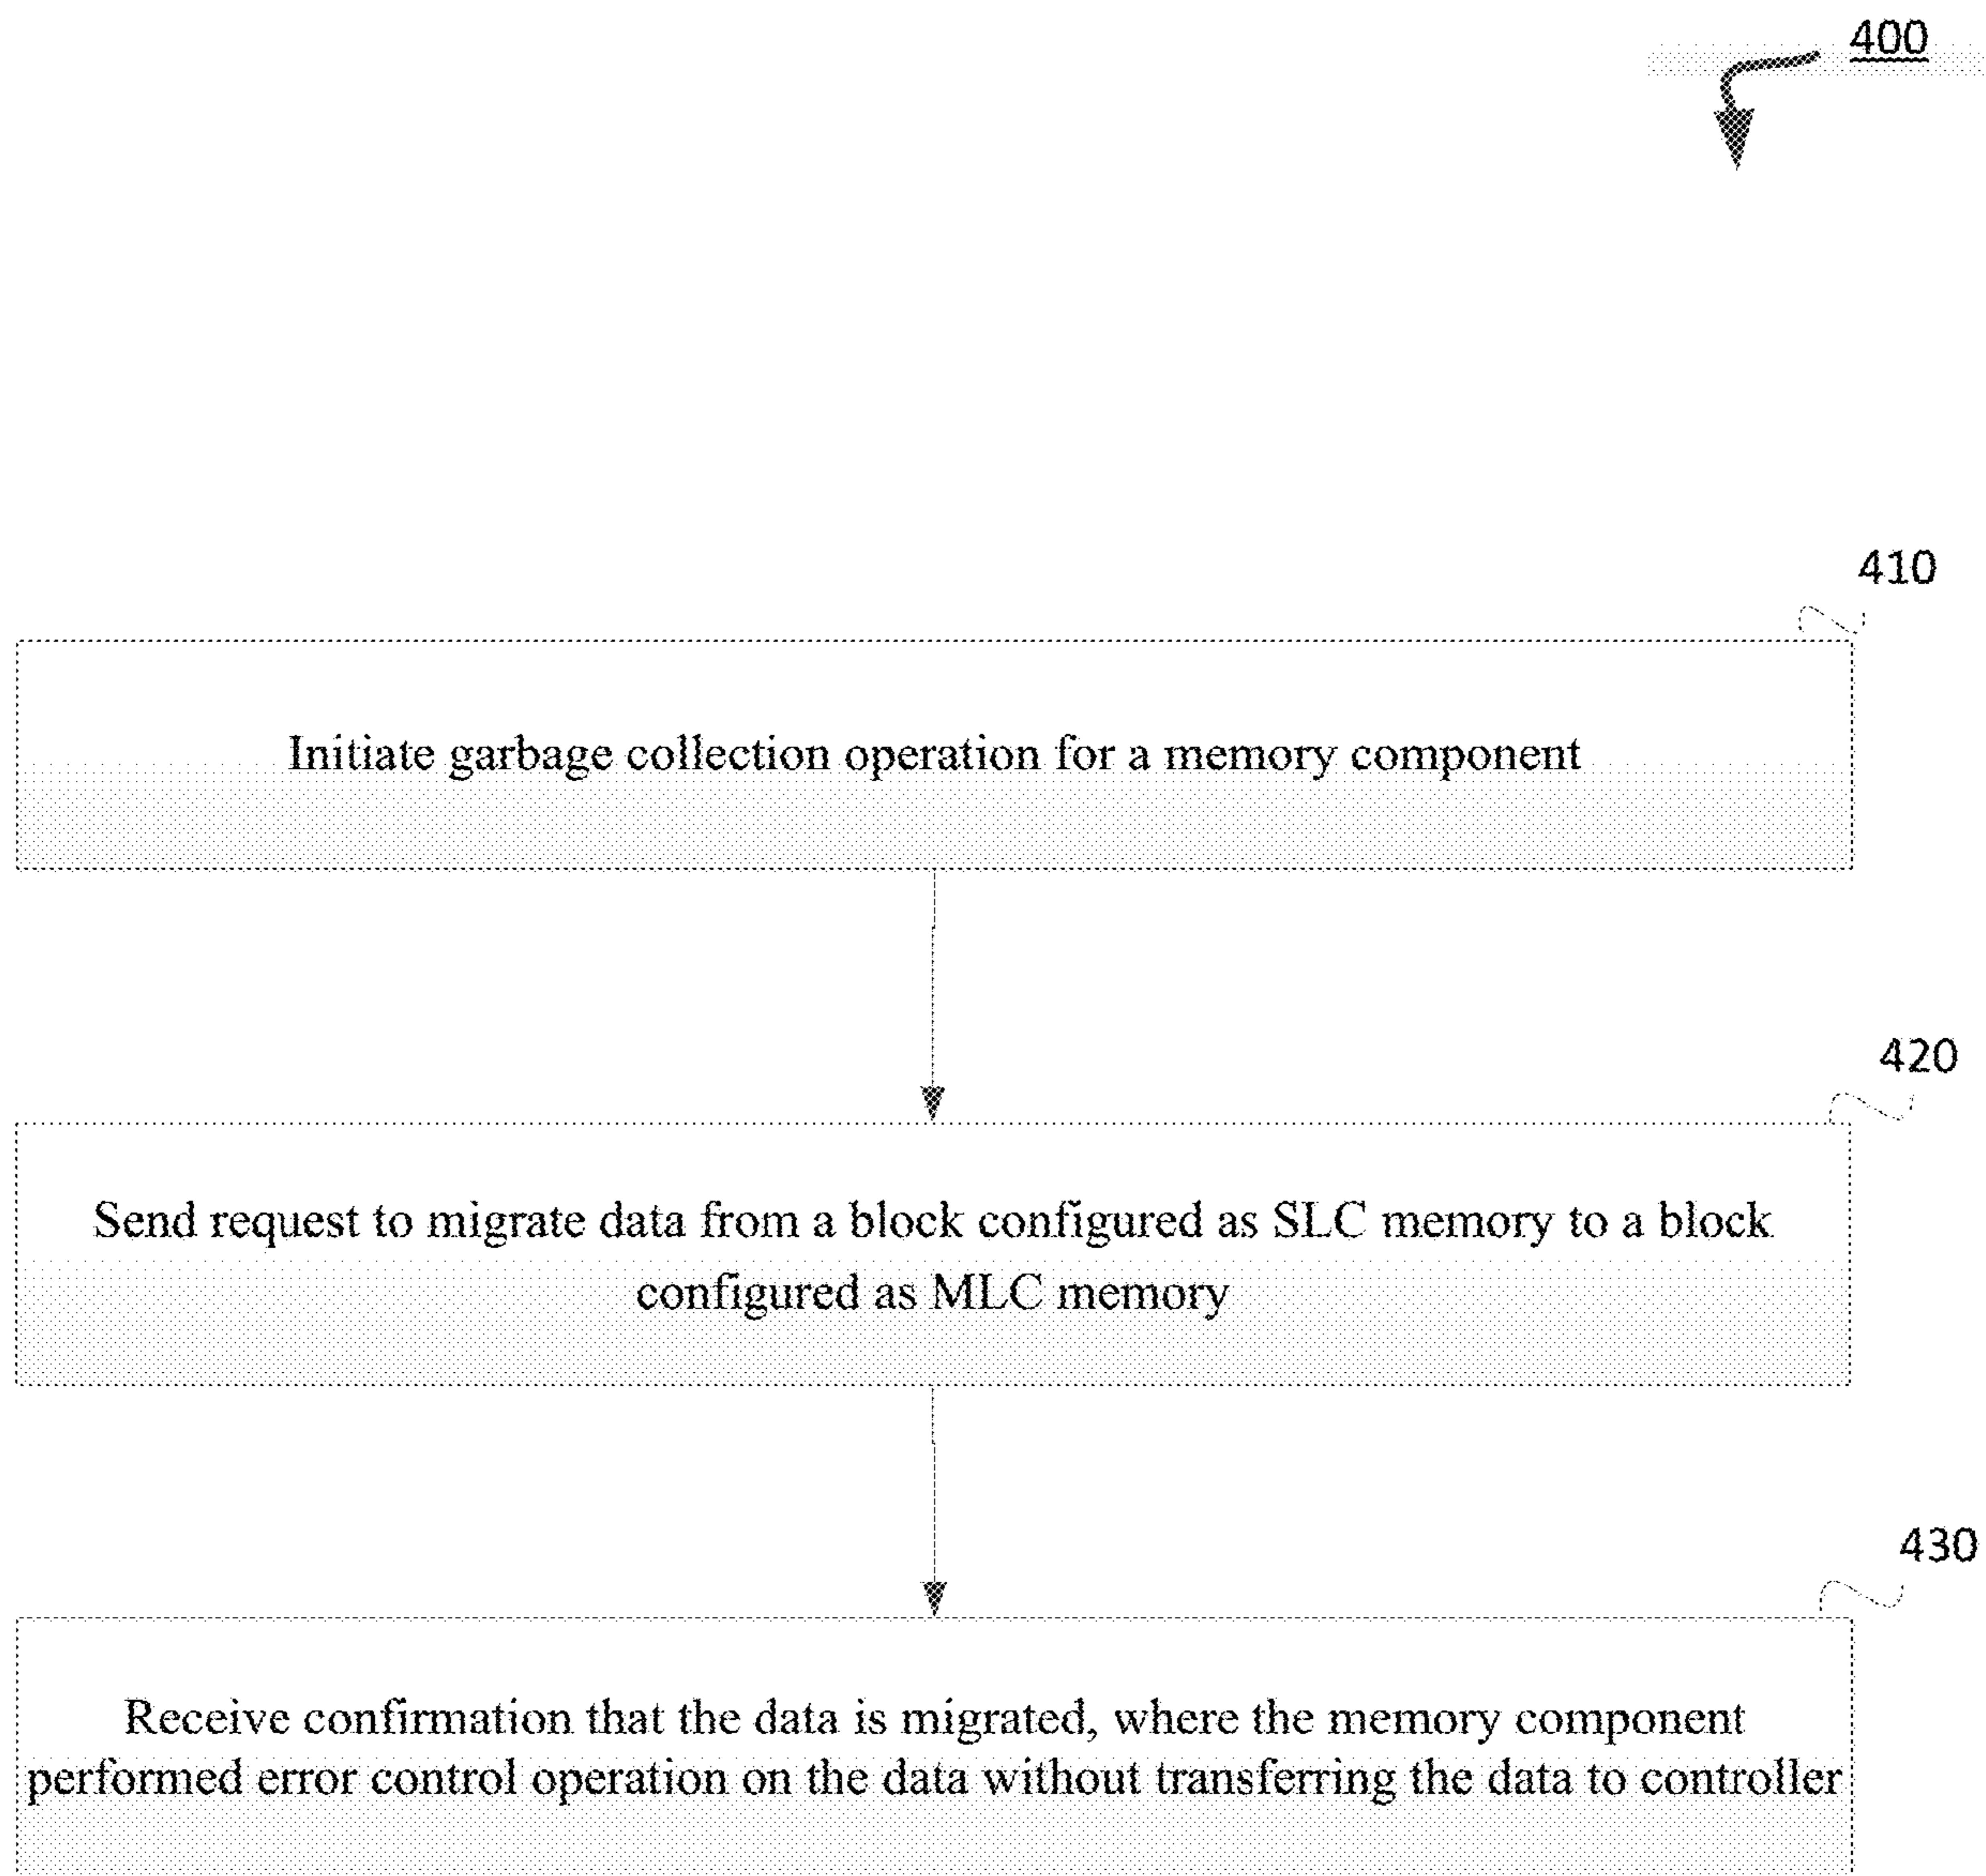 400
410
Initiate garbage collection operation for a memory component
420
Send request to migrate data from a block configured as SLC memory to a block
configured as MLC memory
430
Receive confirmation that the data is migrated, where the memory component
performed error control operation on the data without transferring the data to controller